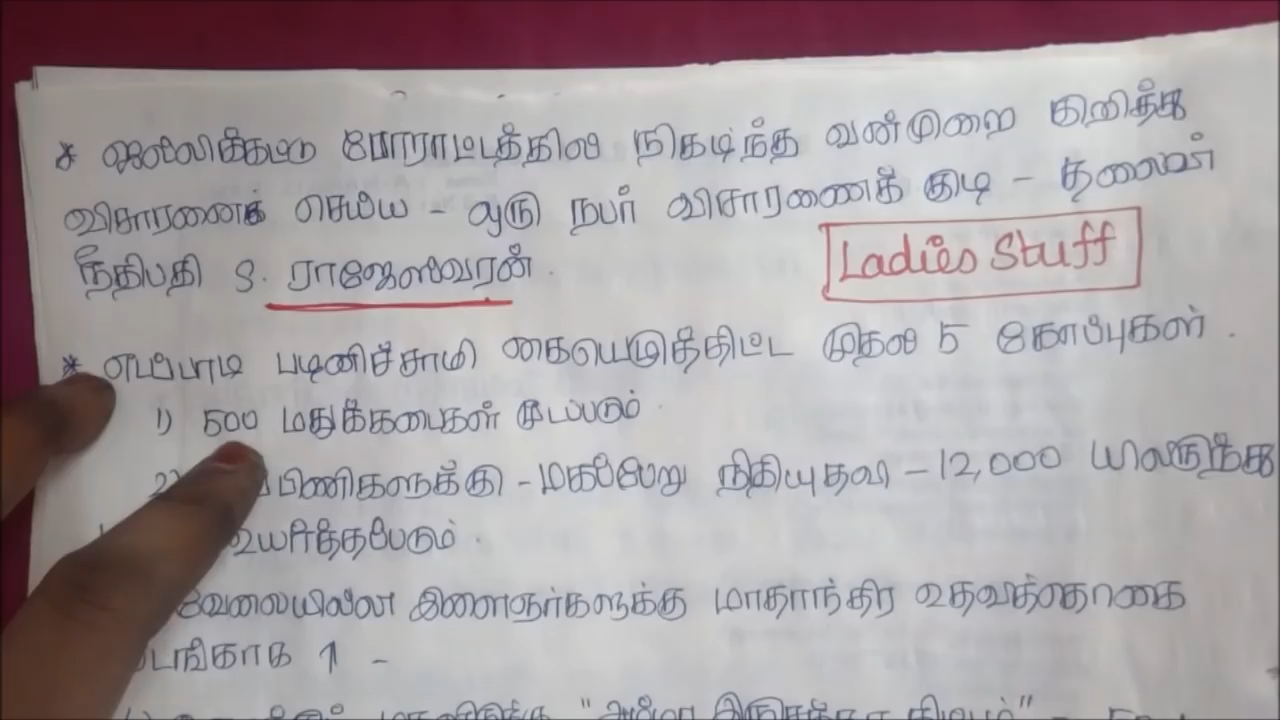 * ஜல்லிக்கட்டு போராட்டத்தில் நிகழ்ந்த வன்முறை குறித்து
விசாரணைக் செய்ய - ஒரு நபர் விசாரணைக் குழு - தலைவர்
நீதிபதி S. ராஜேஸ்வரன்.
Ladies Stuff
* எடப்பாடி பழனிச்சாமி கையெழுத்திட்ட முதல் 5 கோப்புகள்.
1) 500 மதுக்கடைகள் மூடப்படும்
2) மகப்பேறு நிதியுதவி - 12,000 யிலிருந்து
உயர்த்தப்படும்.
வேலையில்லா இளைஞர்களுக்கு மாதாந்திர உதவித்தொகை
1 -